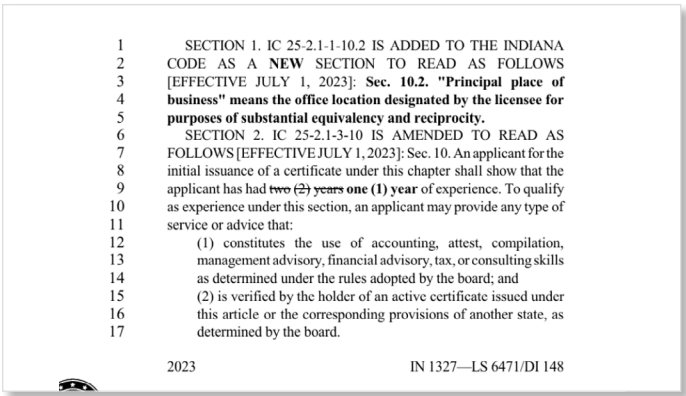 1 SECTION 1. IC 25-2.1-1-10.2 IS ADDED TO THE INDIANA
2 CODE AS A NEW SECTION TO READ AS FOLLOWS
3 [EFFECTIVE JULY 1, 2023]: Sec. 10.2. "Principal place of
4 business" means the office location designated by the licensee for
5 purposes of substantial equivalency and reciprocity.
6 SECTION 2. IC 25-2.1-3-10 IS AMENDED TO READ AS
7 FOLLOWS [EFFECTIVE JULY 1, 2023]: Sec. 10. An applicant for the
8 initial issuance of a certificate under this chapter shall show that the
9 applicant has had two (2) years one (1) year of experience. To qualify
10 as experience under this section, an applicant may provide any type of
11 service or advice that:
12 (1) constitutes the use of accounting, attest, compilation,
13 management advisory, financial advisory, tax, or consulting skills
14 as determined under the rules adopted by the board; and
15 (2) is verified by the holder of an active certificate issued under
16 this article or the corresponding provisions of another state, as
17 determined by the board.
2023 IN 1327—LS 6471/DI 148